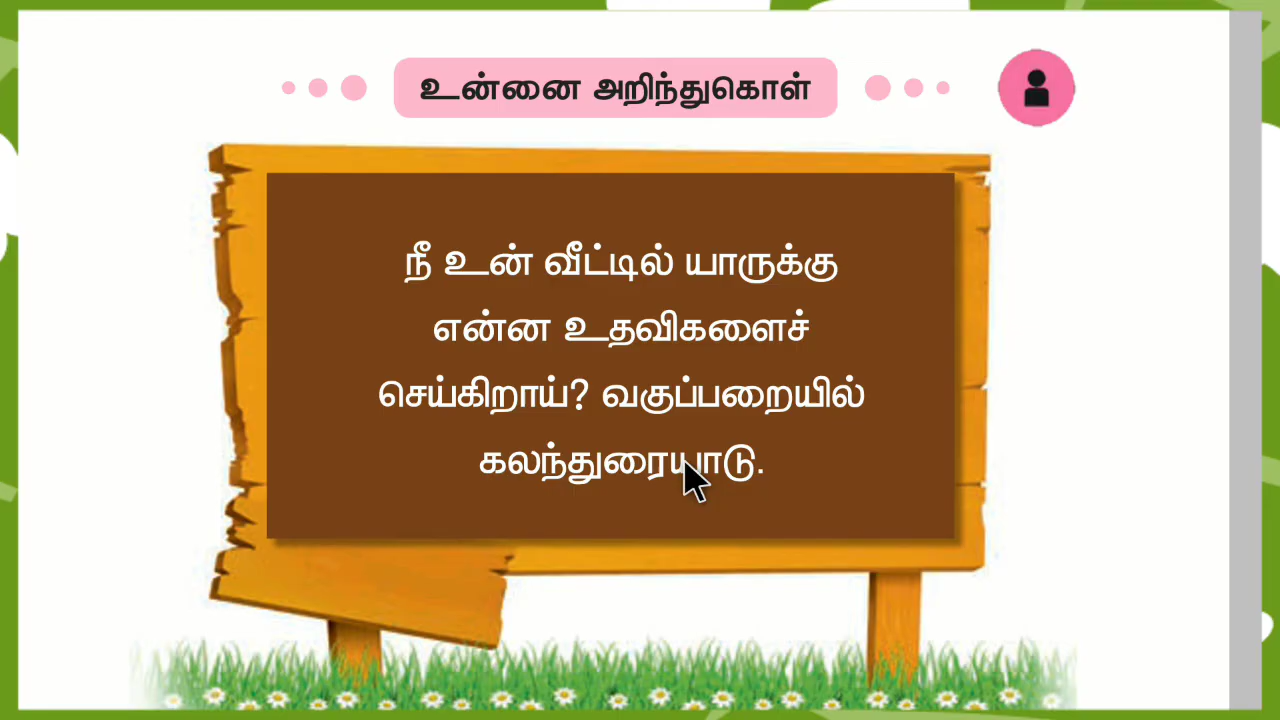 உன்னை அறிந்துகொள்
நீ உன் வீட்டில் யாருக்கு
என்ன உதவிகளைச்
செய்கிறாய்? வகுப்பறையில்
கலந்துரையாடு.